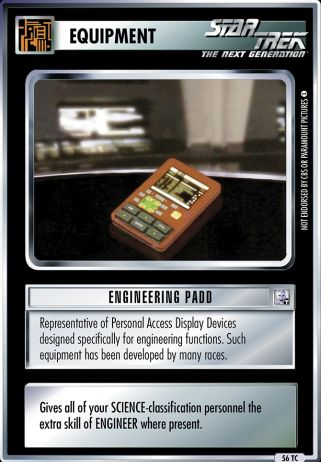 EQUIPMENT
STAR TREK
THE NEXT GENERATION
NOT ENDORSED BY CBS OR PARAMOUNT PICTURES
ENGINEERING PADD
Representative of Personal Access Display Devices
designed specifically for engineering functions. Such
equipment has been developed by many races.
Gives all of your SCIENCE-classification personnel the
extra skill of ENGINEER where present.
56 TC